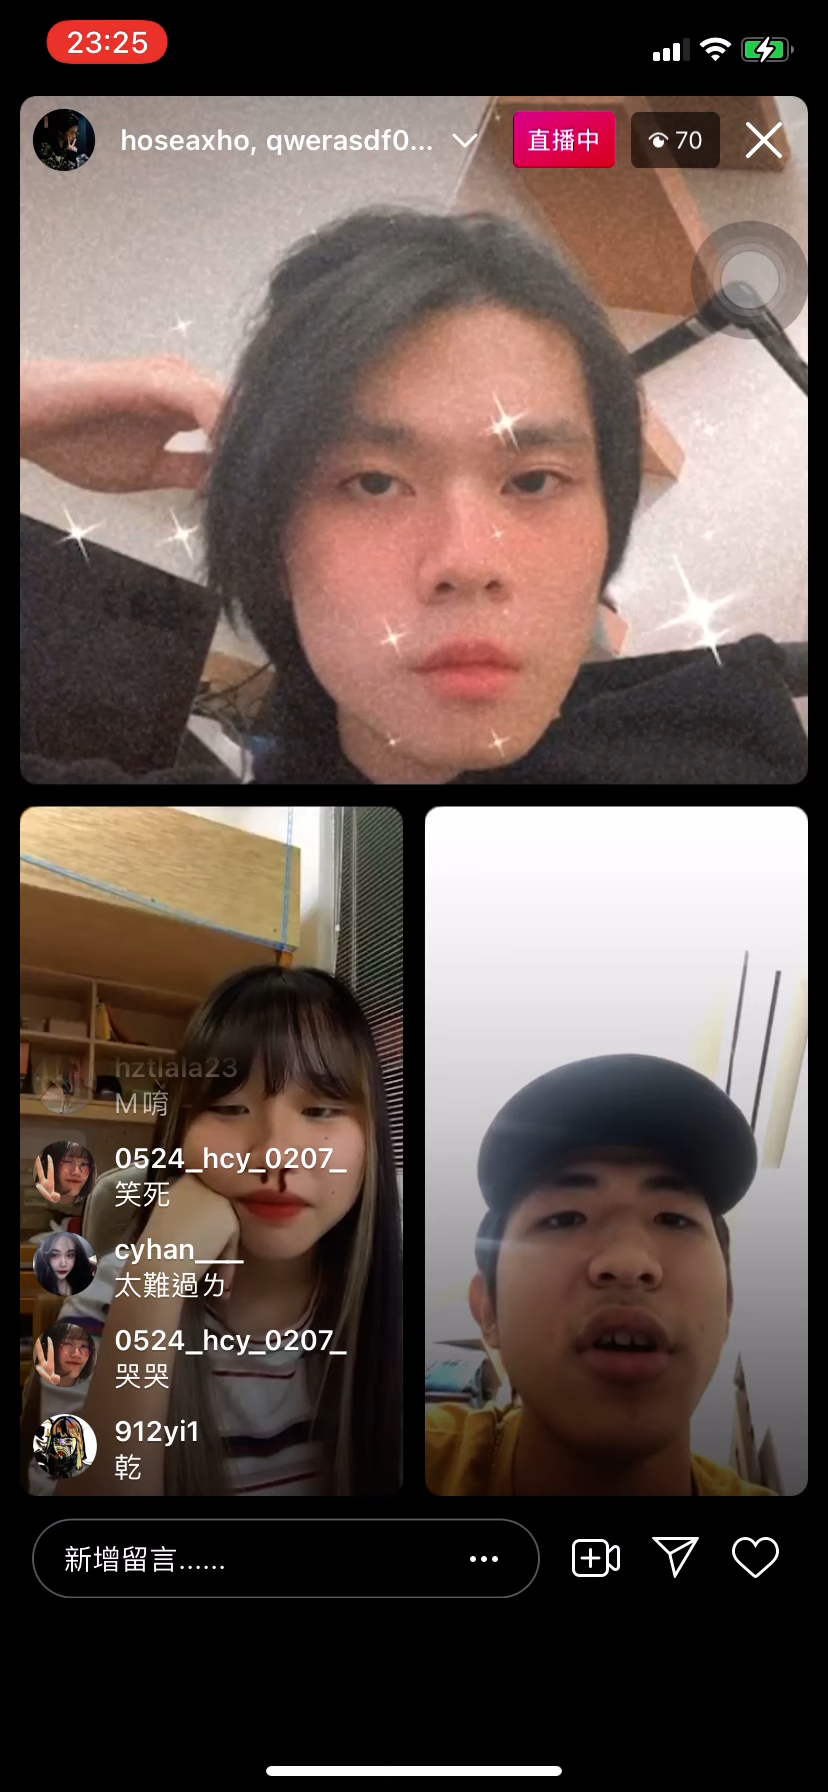 23:25
hoseaxho, qwerasdf0...
直播中
70
hztlala23
M唷
0524_hcy_0207_
笑死
cyhan___
太難過ㄌ
0524_hcy_0207_
哭哭
912yi1
乾
新增留言......